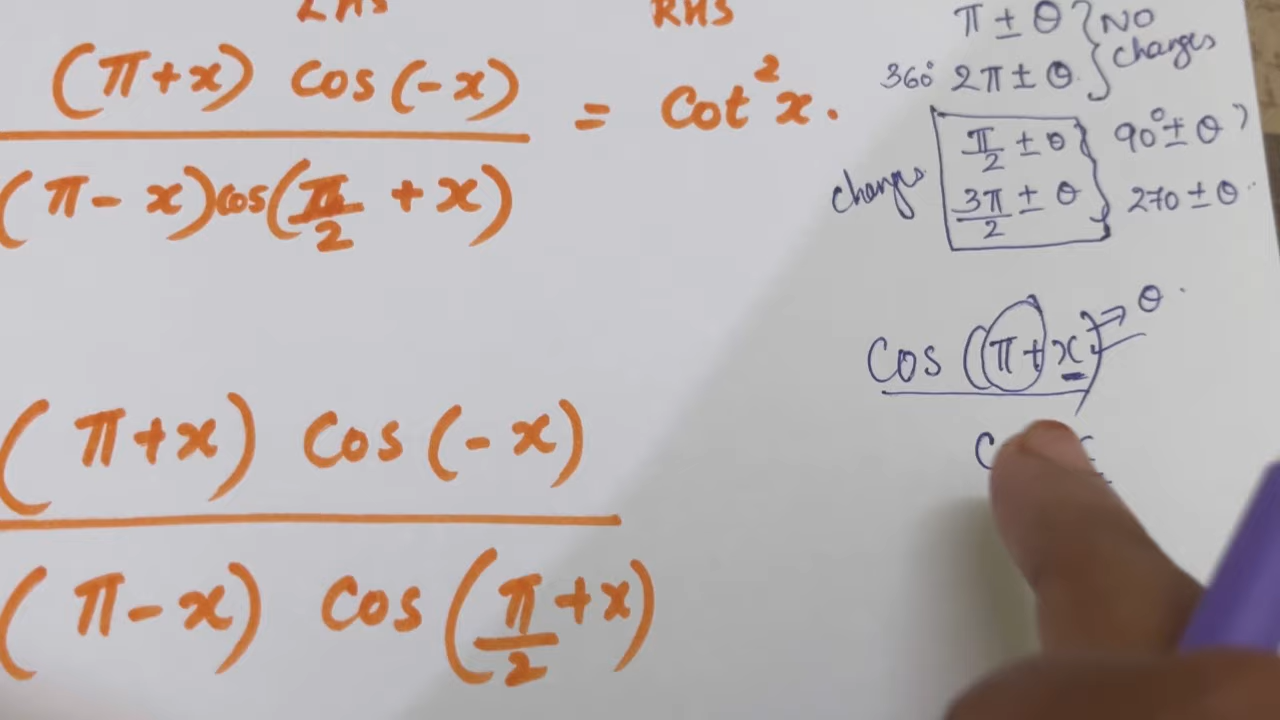 LHS RHS
(π+x) cos(-x)
= cot²x.
(π-x)cos(π/2 +x)
π ± θ } NO changes
360° 2π ± θ
changes π/2 ± θ } 90° ± θ
3π/2 ± θ 270 ± θ
cos (π+x) ⇒ θ
(π+x) cos (-x)
(π-x) cos (π/2 +x)